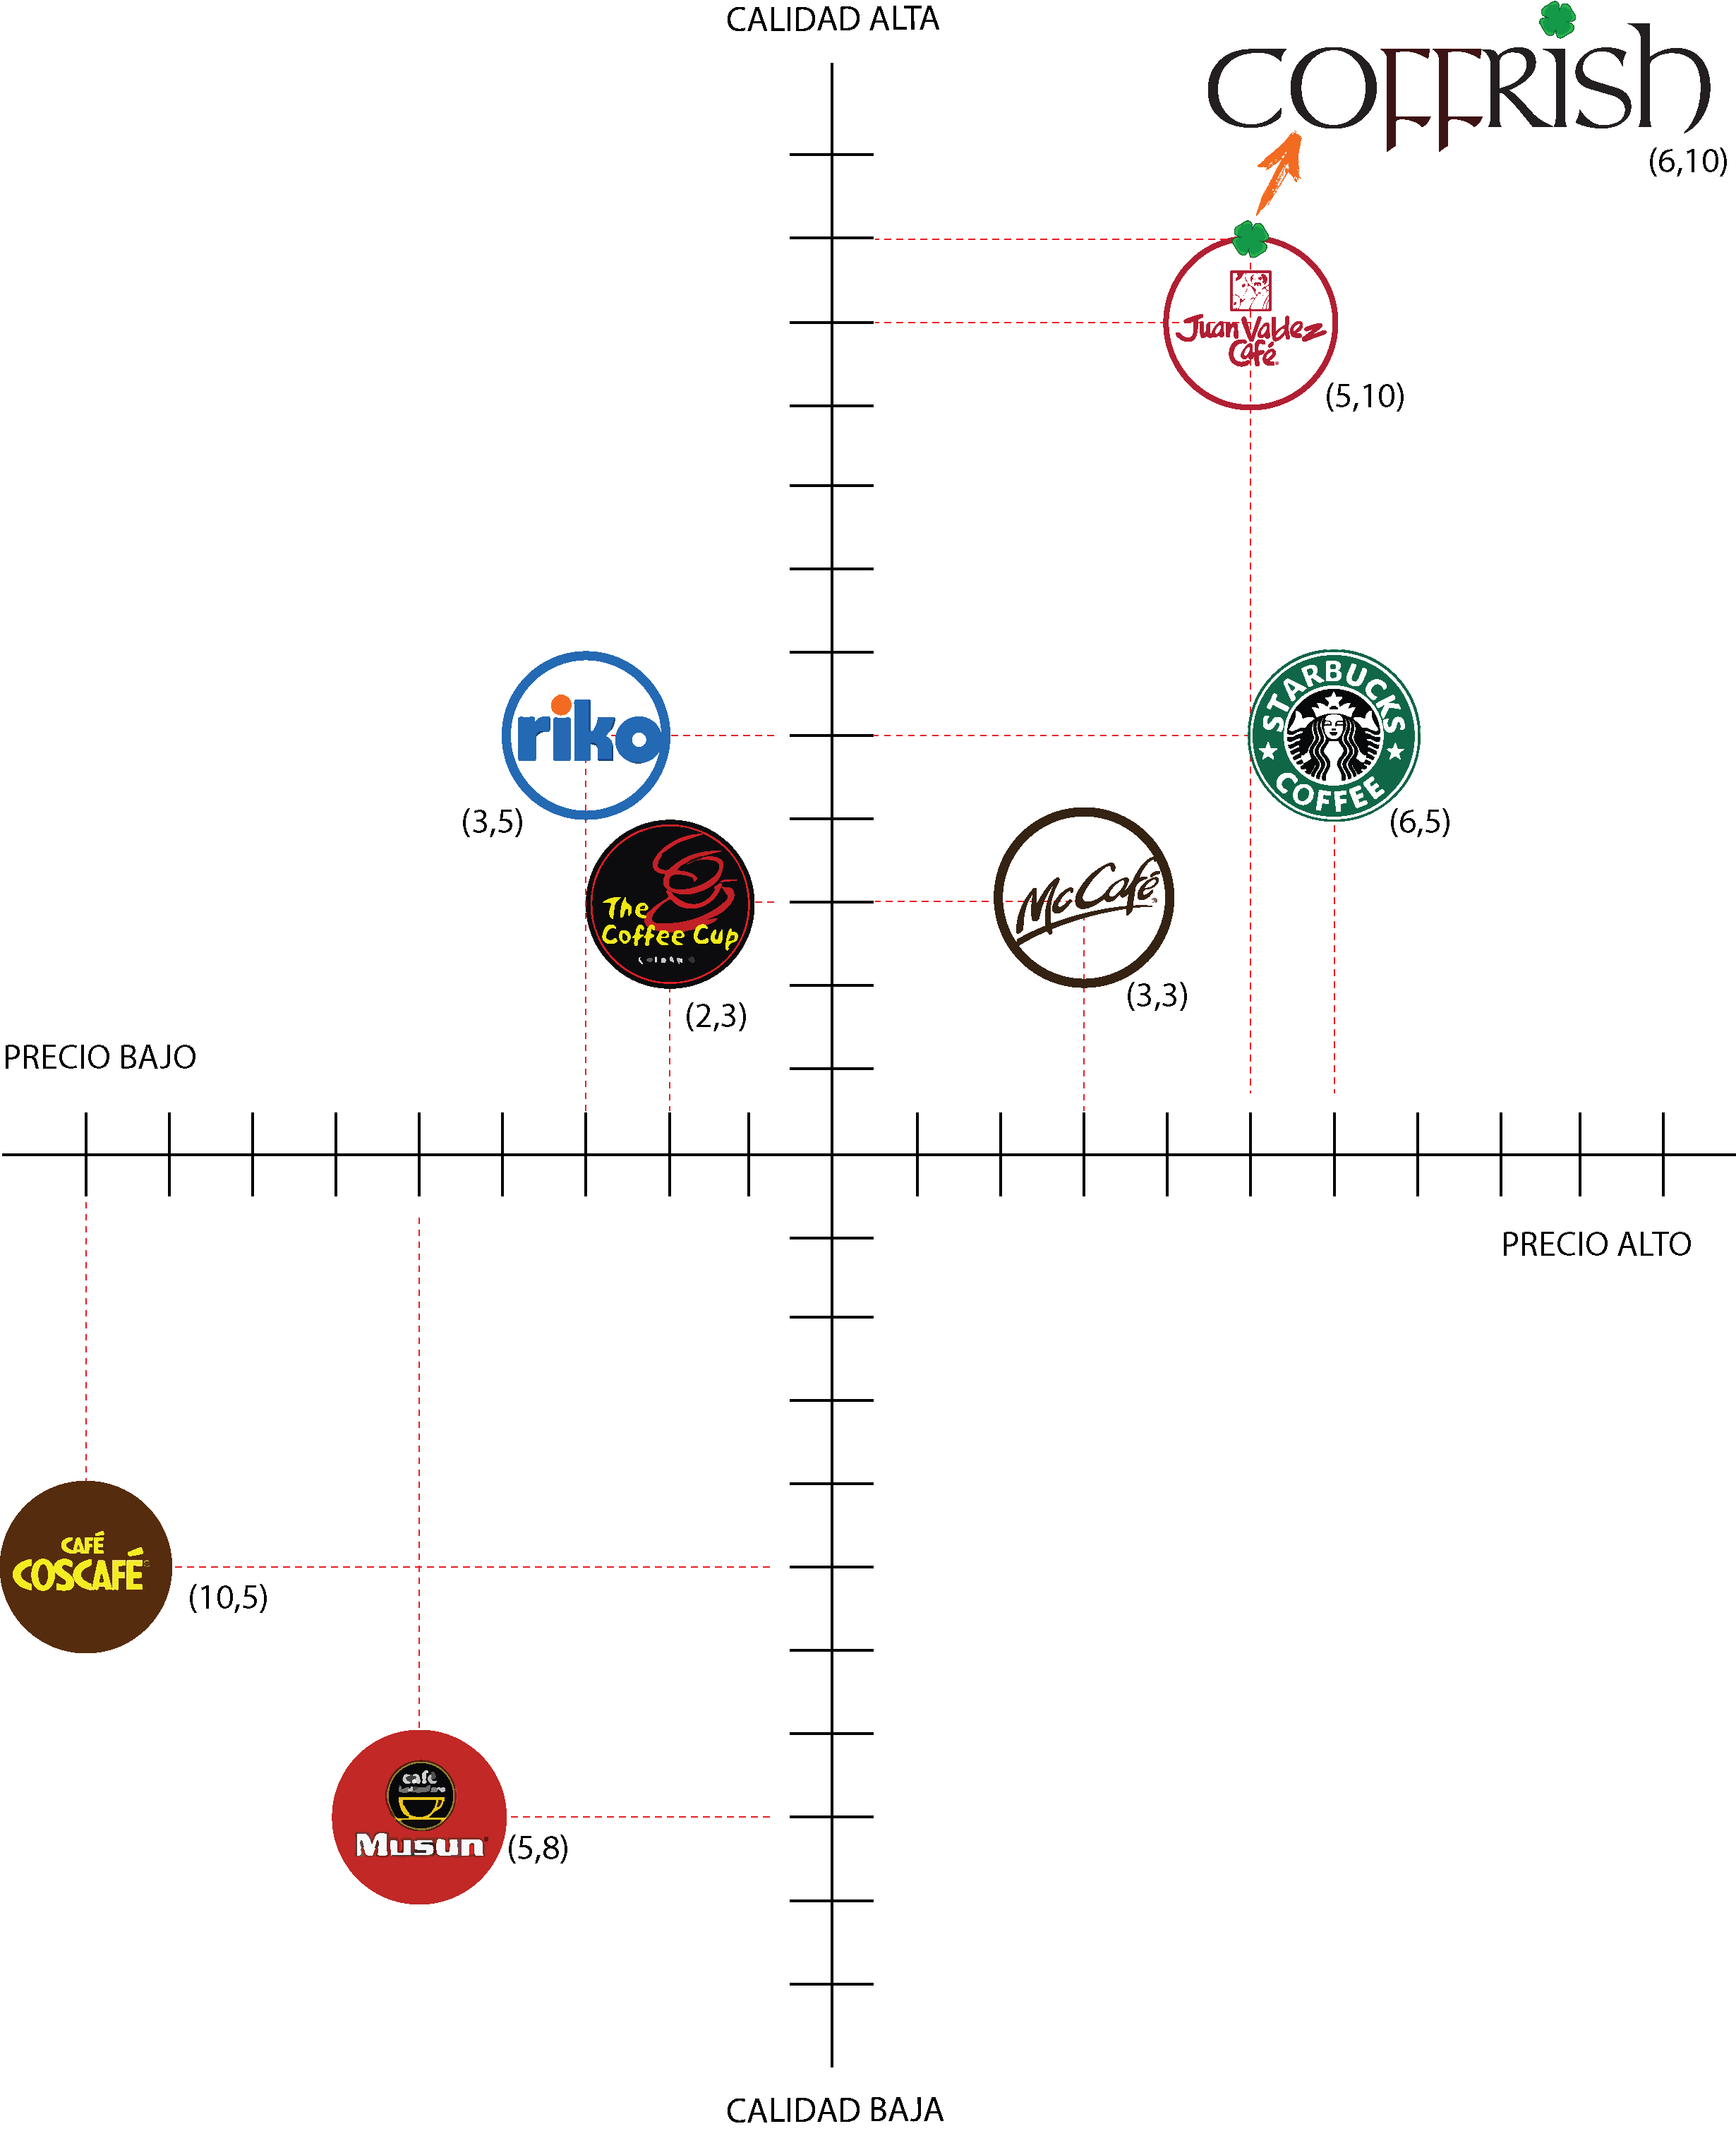 CALIDAD ALTA
COFFRISH
(6,10)
Juan Valdez
Café
(5,10)
riko
(3,5)
STARBUCKS
COFFEE
(6,5)
The
Coffee Cup
(2,3)
McCafé
(3,3)
PRECIO BAJO
PRECIO ALTO
CAFÉ
COSCAFÉ
(10,5)
café
Musun
(5,8)
CALIDAD BAJA